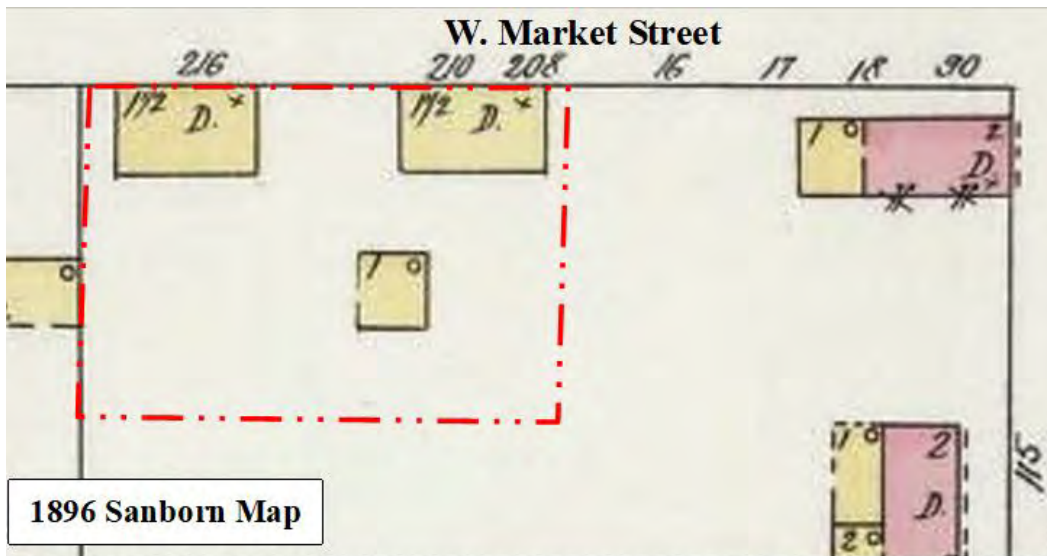 W. Market Street
216 210 208 16 17 18 30
1½ D. x 1½ D. x 1 2
D. x
1
1 2
115
D.
2
1896 Sanborn Map